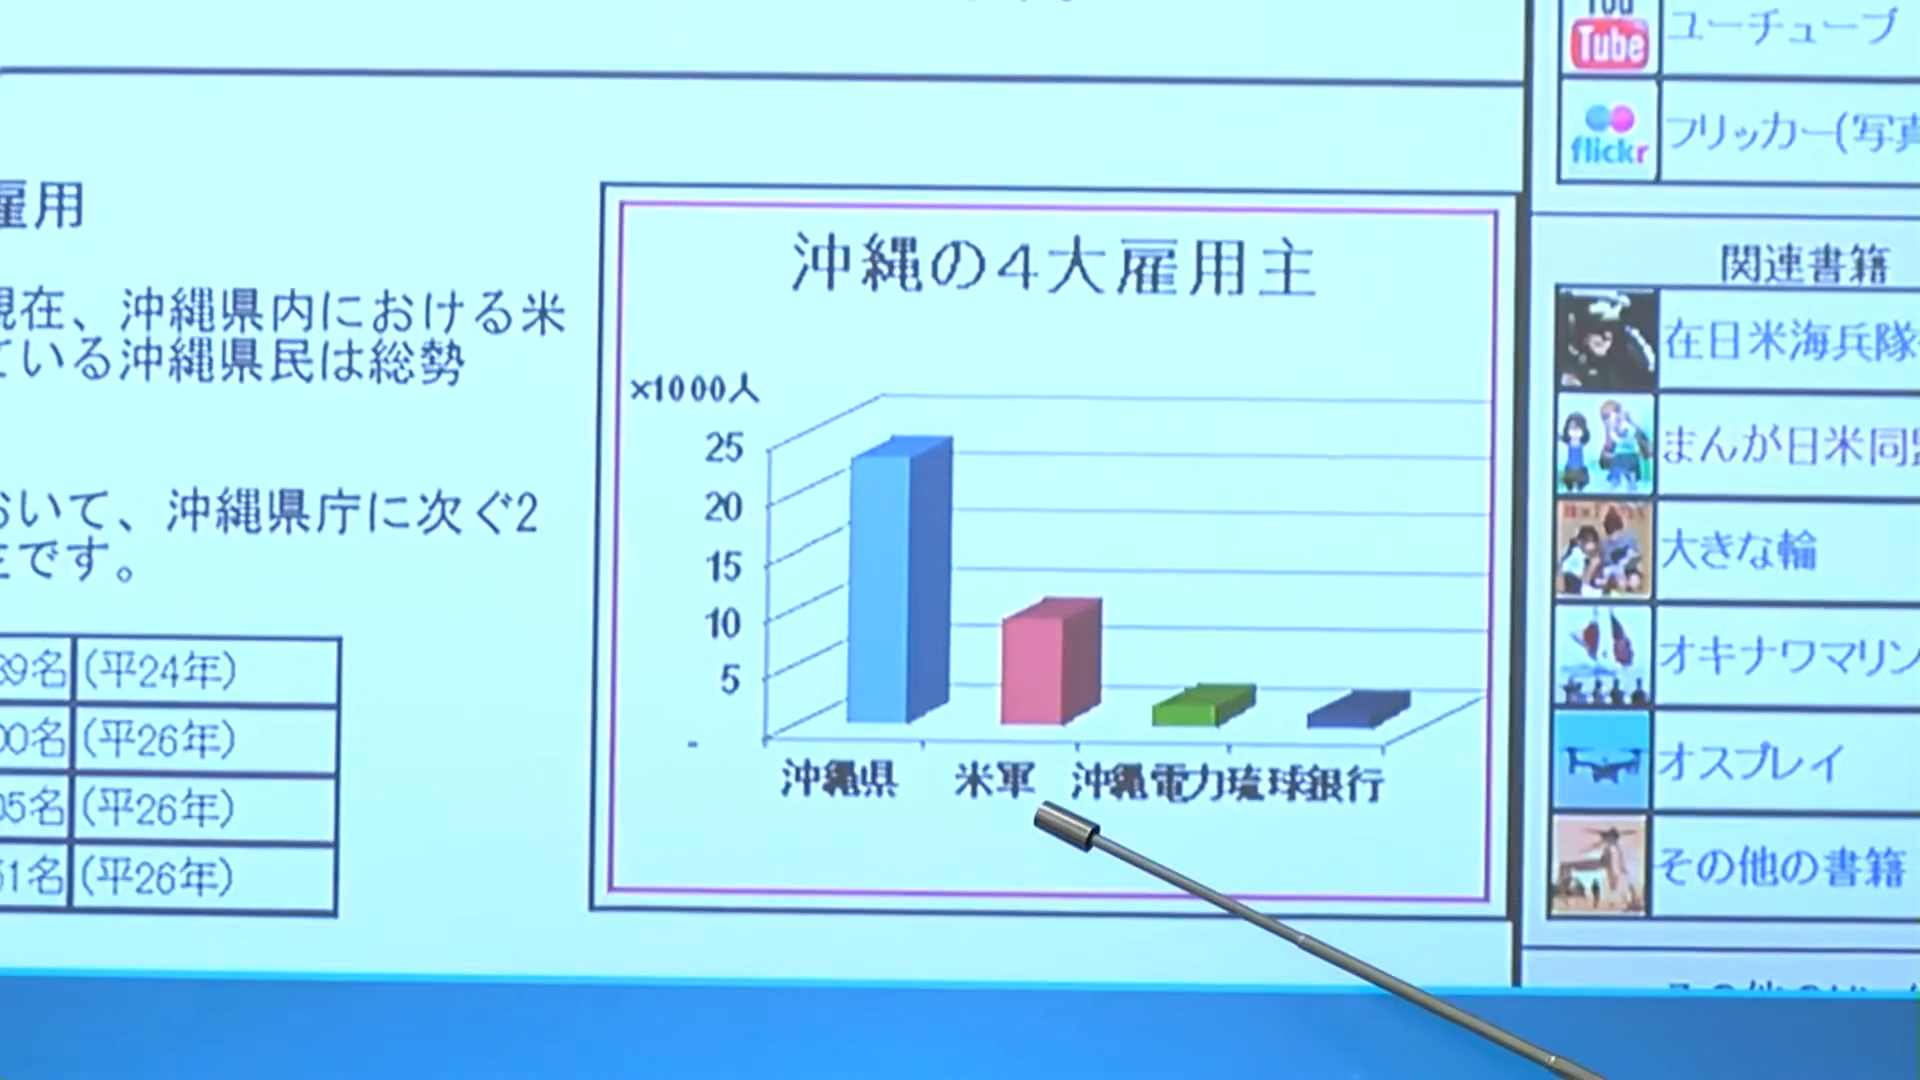 雇用
現在、沖縄県内における米
ている沖縄県民は総勢
おいて、沖縄県庁に次ぐ2
主です。
89名 (平24年)
00名 (平26年)
05名 (平26年)
61名 (平26年)
沖縄の4大雇用主
×1000人
25
20
15
10
5
-
沖縄県 米軍 沖縄電力 琉球銀行
You Tube ユーチューブ
flickr フリッカー(写真
関連書籍
在日米海兵隊
まんが日米同盟
大きな輪
オキナワマリン
オスプレイ
その他の書籍